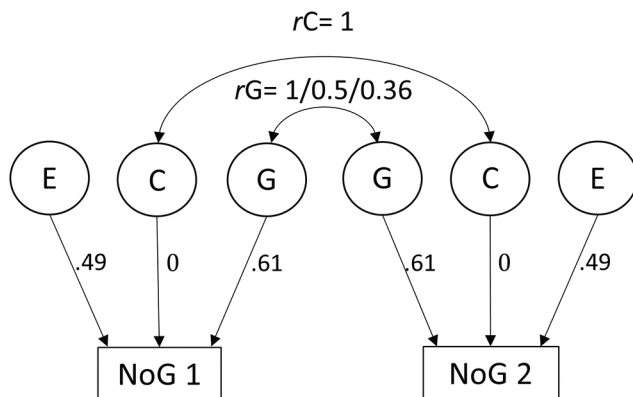 rC= 1
rG= 1/0.5/0.36
E C G G C E
.49 0 .61 .61 0 .49
NoG 1 NoG 2